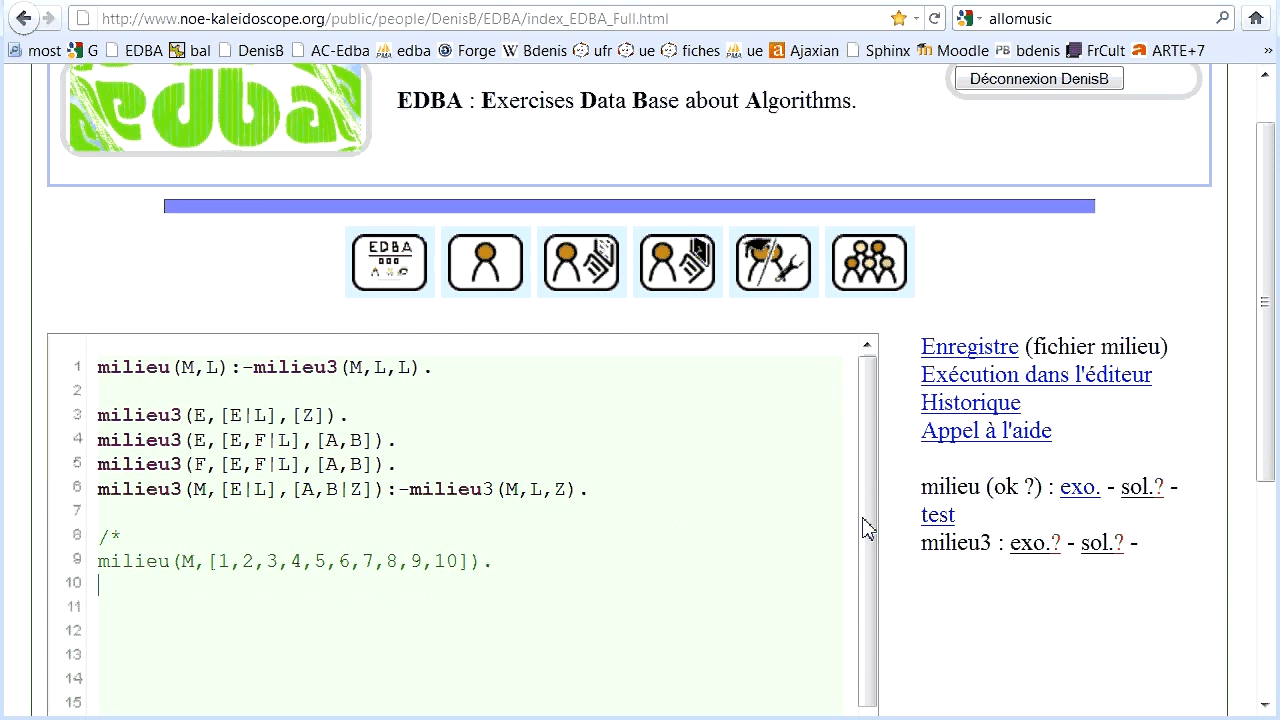 http://www.noe-kaleidoscope.org/public/people/DenisB/EDBA/index_EDBA_Full.html
allomusic
most G EDBA bal DenisB AC-Edba edba Forge Bdenis ufr ue fiches ue Ajaxian Sphinx Moodle bdenis FrCult ARTE+7 »
edba
EDBA : Exercises Data Base about Algorithms.
Déconnexion DenisB
EDBA
1 milieu(M,L):-milieu3(M,L,L).
2
3 milieu3(E,[E|L],[Z]).
4 milieu3(E,[E,F|L],[A,B]).
5 milieu3(F,[E,F|L],[A,B]).
6 milieu3(M,[E|L],[A,B|Z]):-milieu3(M,L,Z).
7
8 /*
9 milieu(M,[1,2,3,4,5,6,7,8,9,10]).
10
11
12
13
14
15
Enregistre (fichier milieu)
Exécution dans l'éditeur
Historique
Appel à l'aide
milieu (ok ?) : exo. - sol.? -
test
milieu3 : exo.? - sol.? -